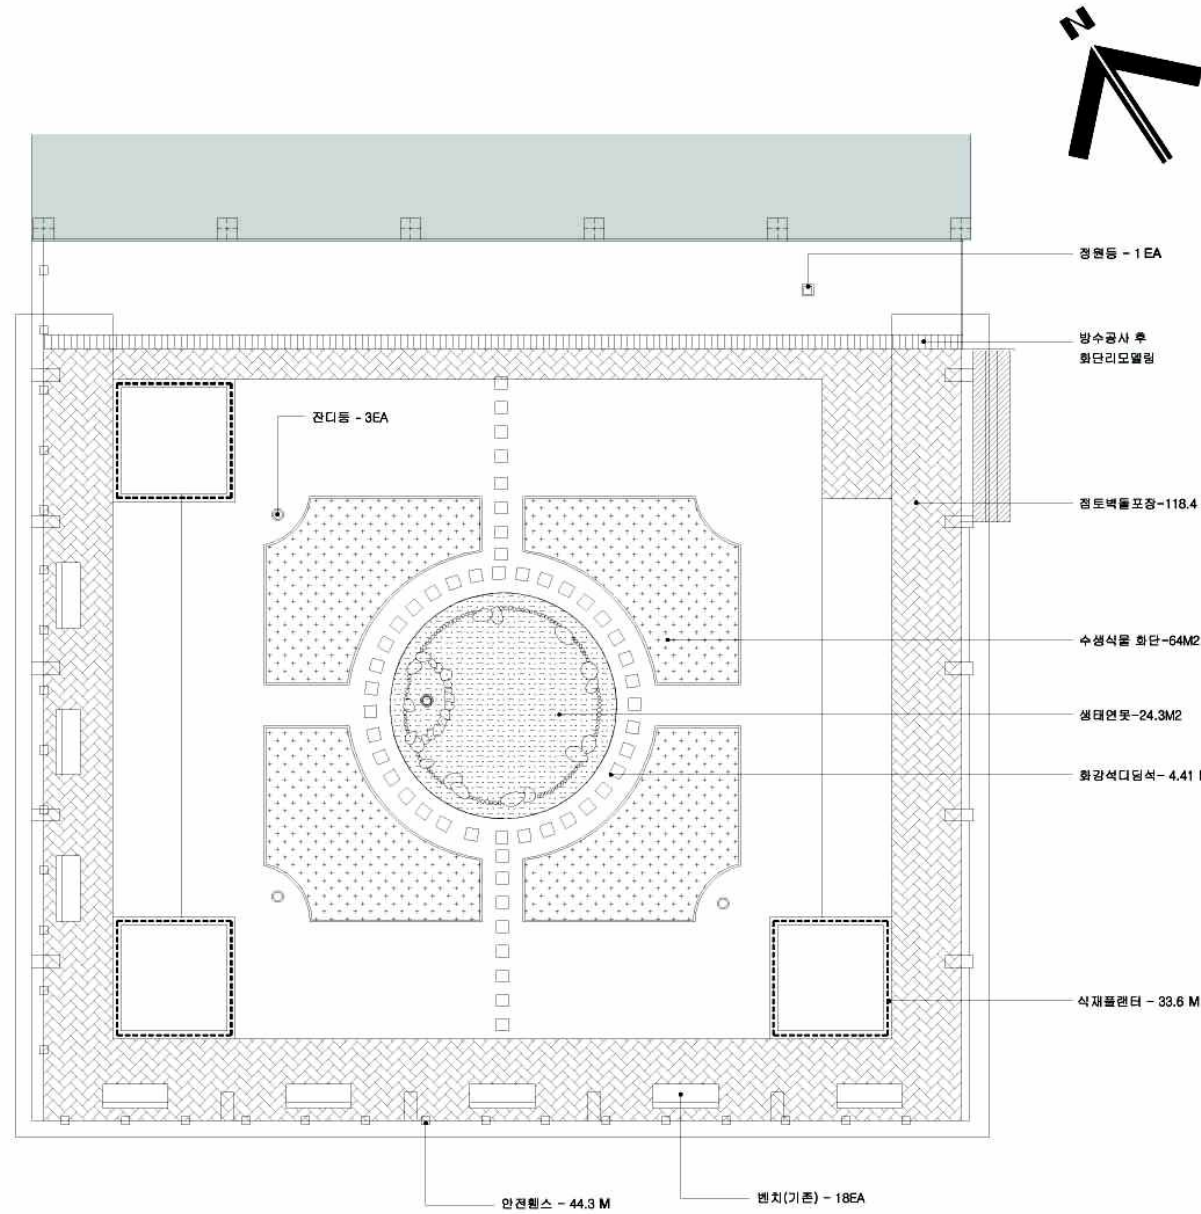 N
정원등 - 1EA
방수공사 후
화단리모델링
잔디등 - 3EA
점토벽돌포장-118.4
수생식물 화단-64M2
생태연못-24.3M2
화강석디딤석- 4.41
식재플랜터 - 33.6 M
벤치(기존) - 18EA
안전휀스 - 44.3 M